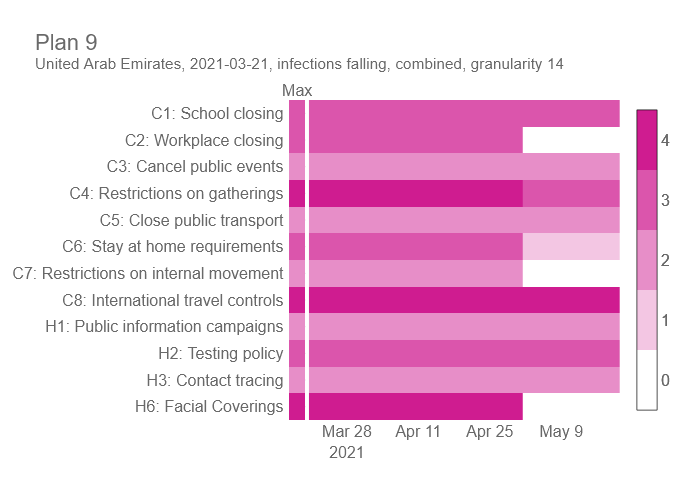 Plan 9
United Arab Emirates, 2021-03-21, infections falling, combined, granularity 14
Max
C1: School closing
C2: Workplace closing
C3: Cancel public events
C4: Restrictions on gatherings
C5: Close public transport
C6: Stay at home requirements
C7: Restrictions on internal movement
C8: International travel controls
H1: Public information campaigns
H2: Testing policy
H3: Contact tracing
H6: Facial Coverings
Mar 28 Apr 11 Apr 25 May 9
2021
4
3
2
1
0